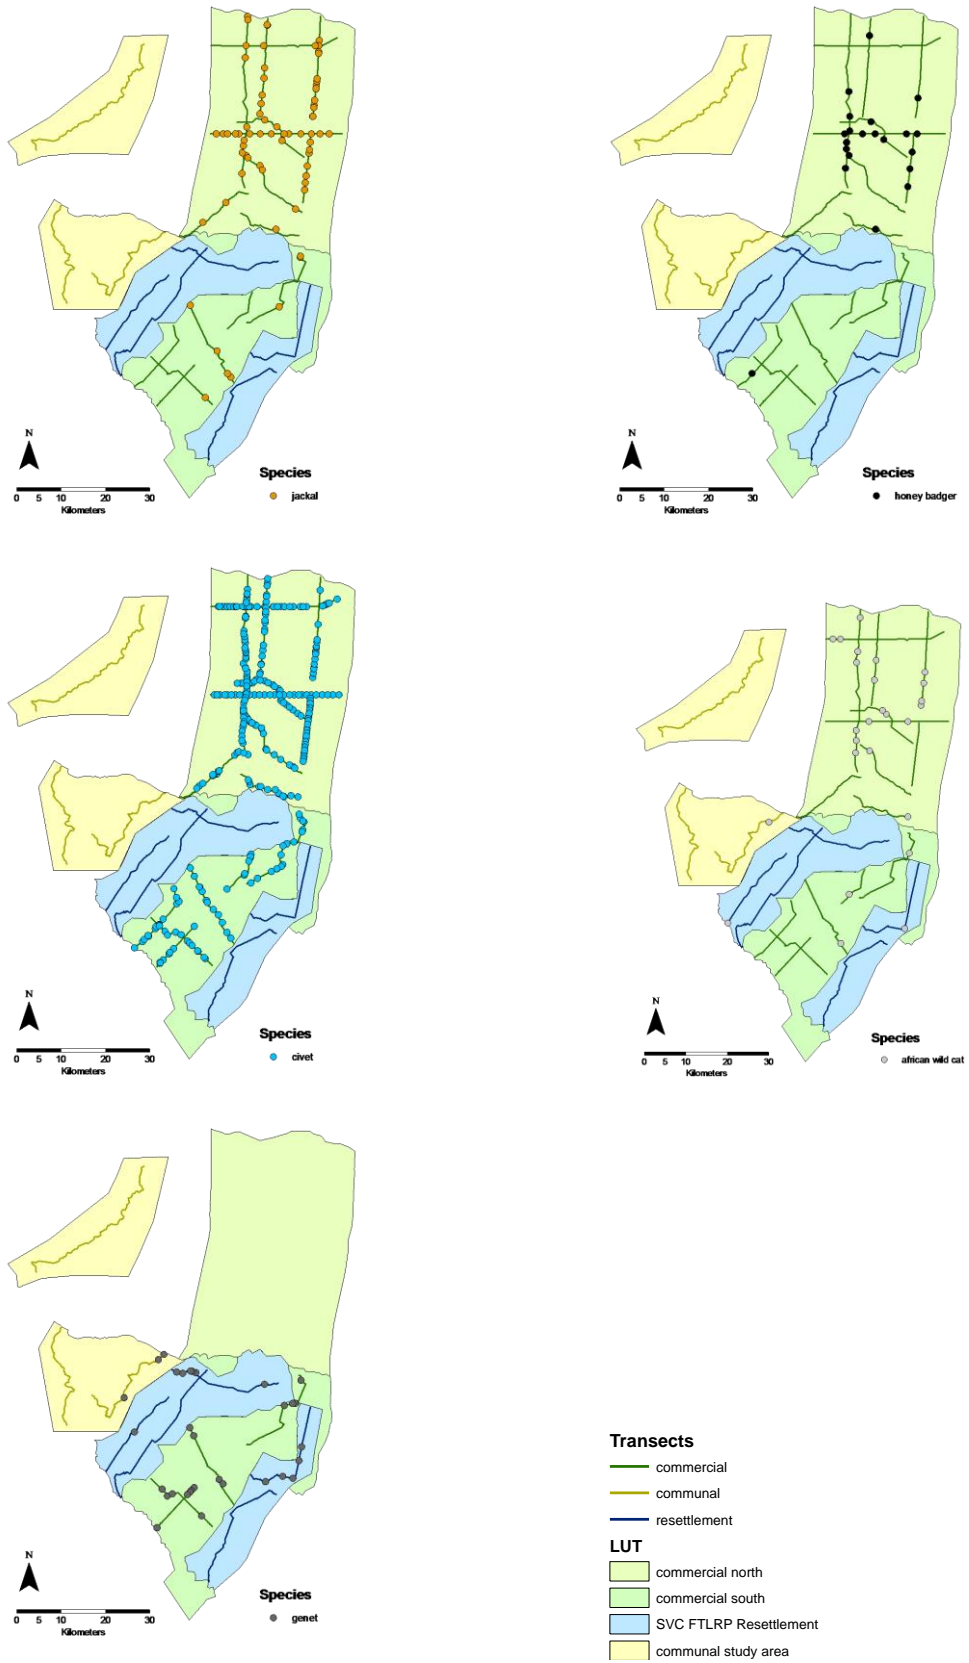 N
Species
jackal
0 5 10 20 30
Kilometers
N
Species
honey badger
0 5 10 20 30
Kilometers
N
Species
civet
0 5 10 20 30
Kilometers
N
Species
african wild cat
0 5 10 20 30
Kilometers
N
Species
genet
0 5 10 20 30
Kilometers
Transects
commercial
communal
resettlement
LUT
commercial north
commercial south
SVC FTLRP Resettlement
communal study area